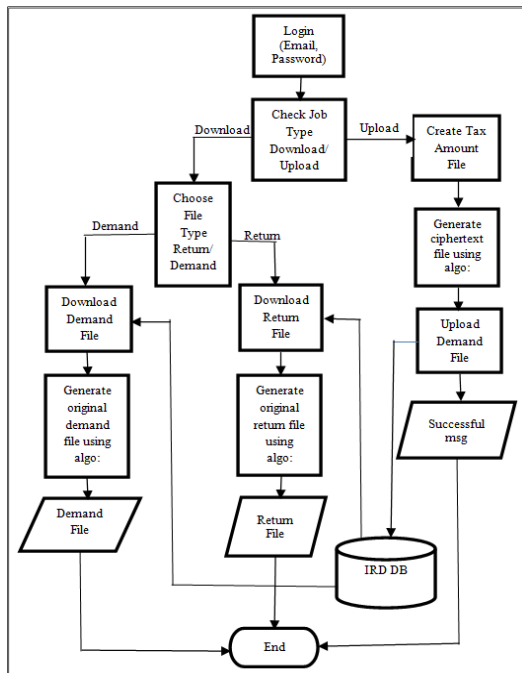 Login
(Email,
Password)
Check Job
Type
Download/
Upload
Download
Upload
Create Tax
Amount
File
Choose
File
Type
Return/
Demand
Demand
Return
Generate
ciphertext
file using
algo:
Download
Demand
File
Download
Return
File
Upload
Demand
File
Generate
original
demand
file using
algo:
Generate
original
return file
using
algo:
Successful
msg
Demand
File
Return
File
IRD DB
End